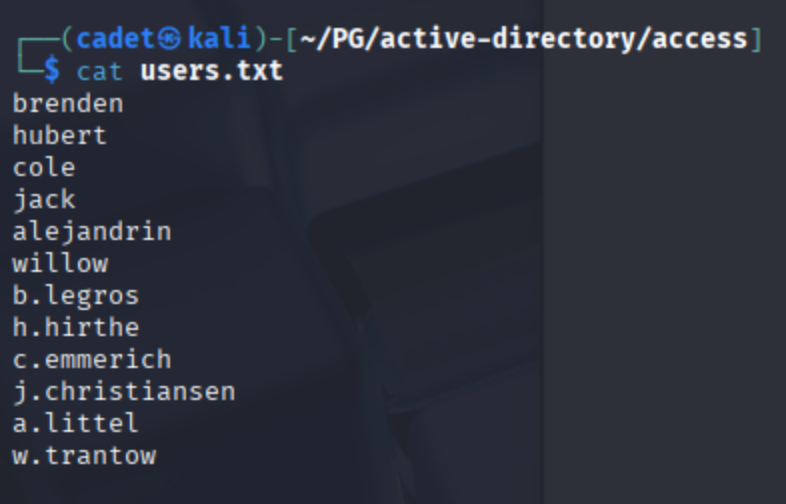 ┌──(cadet㉿kali)-[~/PG/active-directory/access]
└─$ cat users.txt
brenden
hubert
cole
jack
alejandrin
willow
b.legros
h.hirthe
c.emmerich
j.christiansen
a.littel
w.trantow